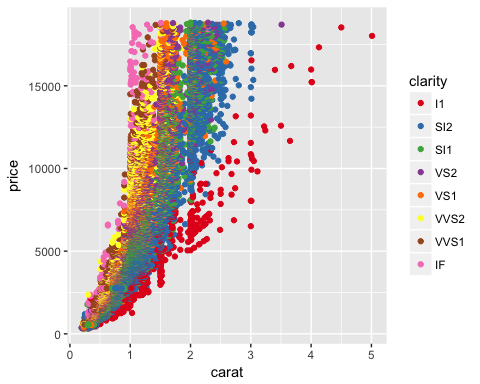 15000
10000
5000
0
price
0
1
2
3
4
5
carat
clarity
I1
SI2
SI1
VS2
VS1
VVS2
VVS1
IF